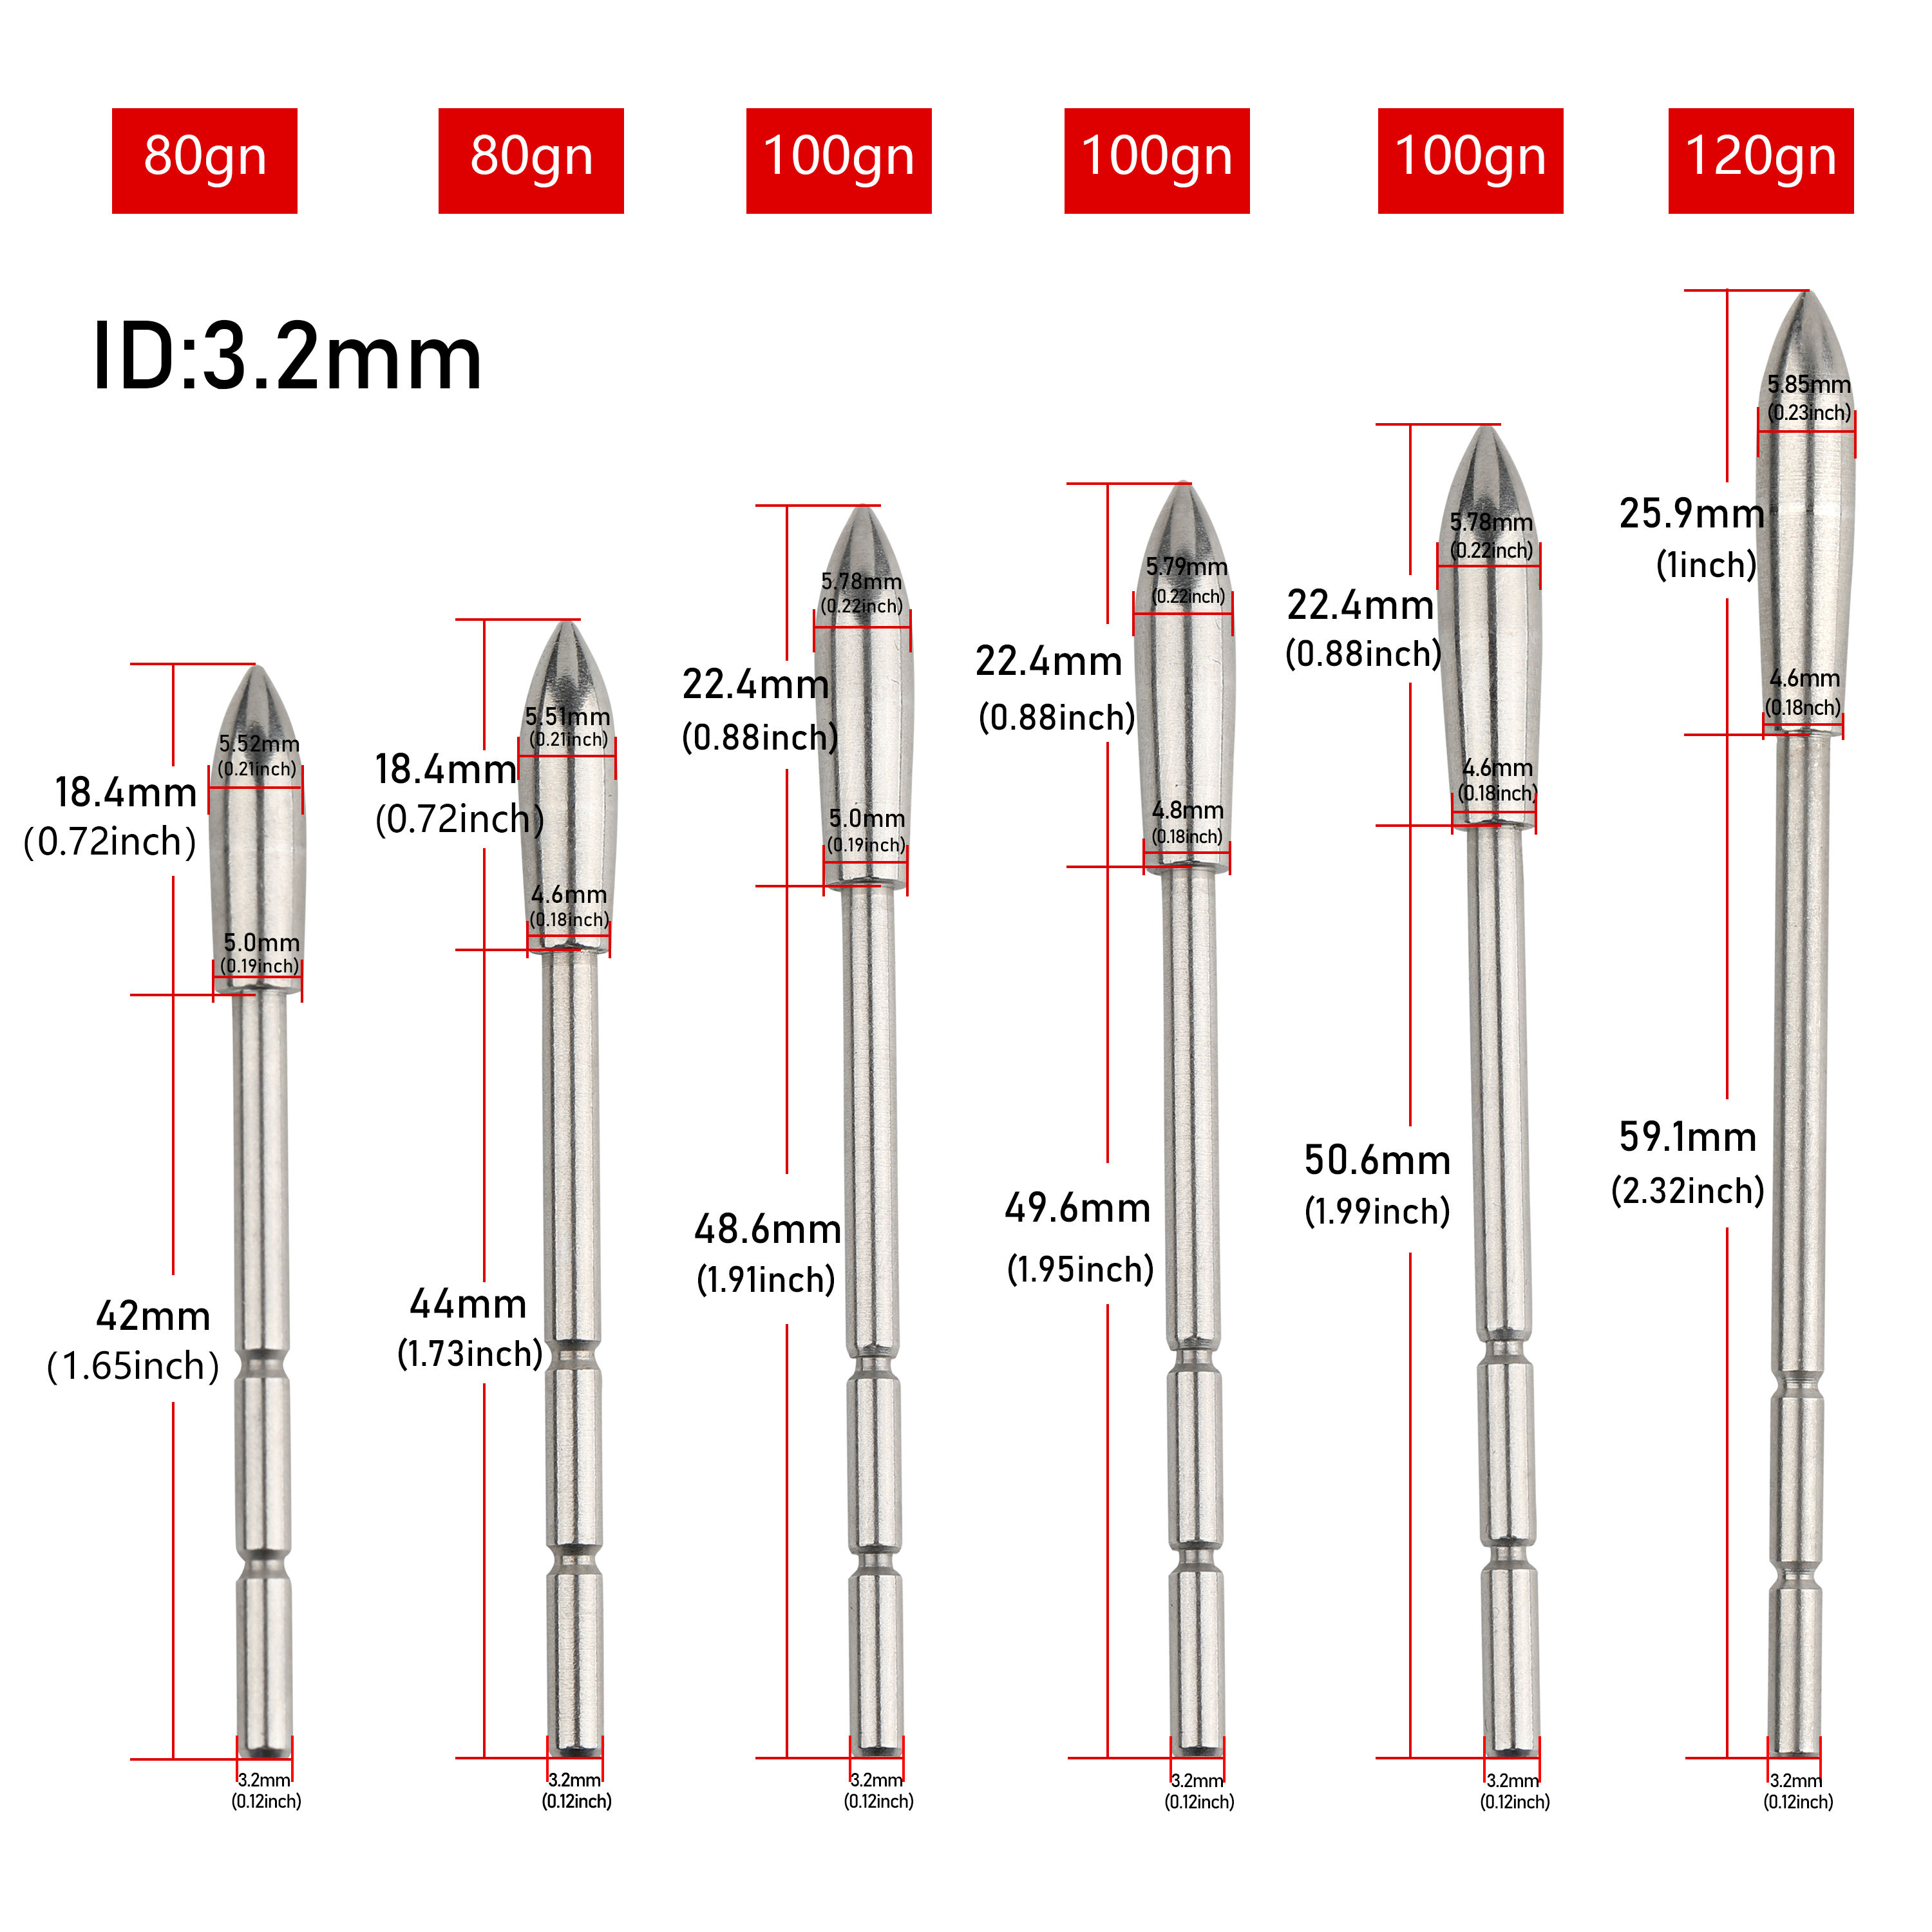 80gn
80gn
100gn
100gn
100gn
120gn
ID:3.2mm
5.52mm
(0.21inch)
18.4mm
(0.72inch)
5.0mm
(0.19inch)
42mm
(1.65inch)
3.2mm
(0.12inch)
5.51mm
(0.21inch)
18.4mm
(0.72inch)
4.6mm
(0.18inch)
44mm
(1.73inch)
3.2mm
(0.12inch)
5.78mm
(0.22inch)
22.4mm
(0.88inch)
5.0mm
(0.19inch)
48.6mm
(1.91inch)
3.2mm
(0.12inch)
5.79mm
(0.22inch)
22.4mm
(0.88inch)
4.8mm
(0.18inch)
49.6mm
(1.95inch)
3.2mm
(0.12inch)
5.78mm
(0.22inch)
22.4mm
(0.88inch)
4.6mm
(0.18inch)
50.6mm
(1.99inch)
3.2mm
(0.12inch)
5.85mm
(0.23inch)
25.9mm
(1inch)
4.6mm
(0.18nch)
59.1mm
(2.32inch)
3.2mm
(0.12inch)